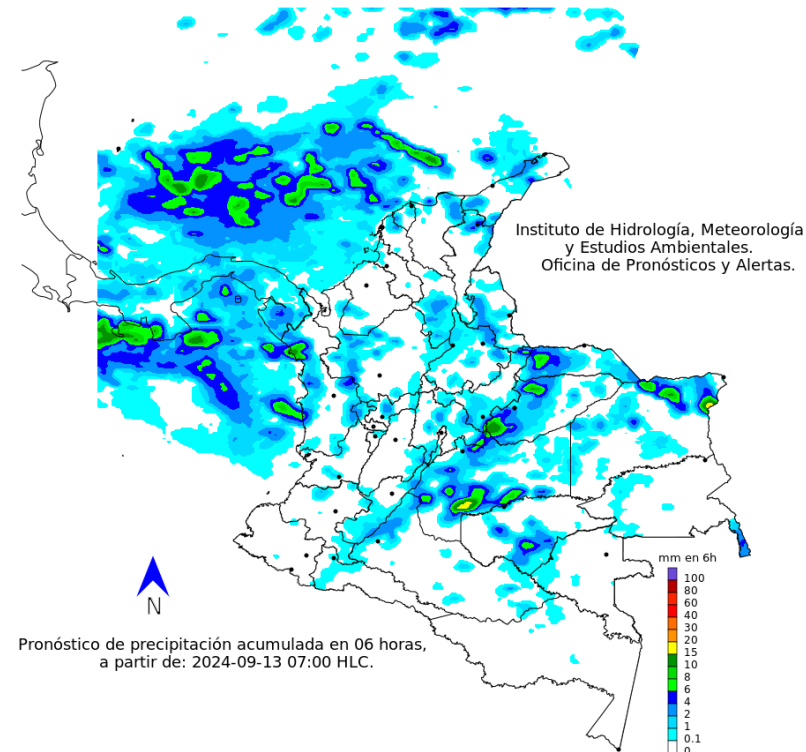 Instituto de Hidrología, Meteorología
y Estudios Ambientales.
Oficina de Pronósticos y Alertas.
mm en 6h
100
80
60
40
30
20
15
10
8
6
4
2
1
0.1
0
N
Pronóstico de precipitación acumulada en 06 horas,
a partir de: 2024-09-13 07:00 HLC.